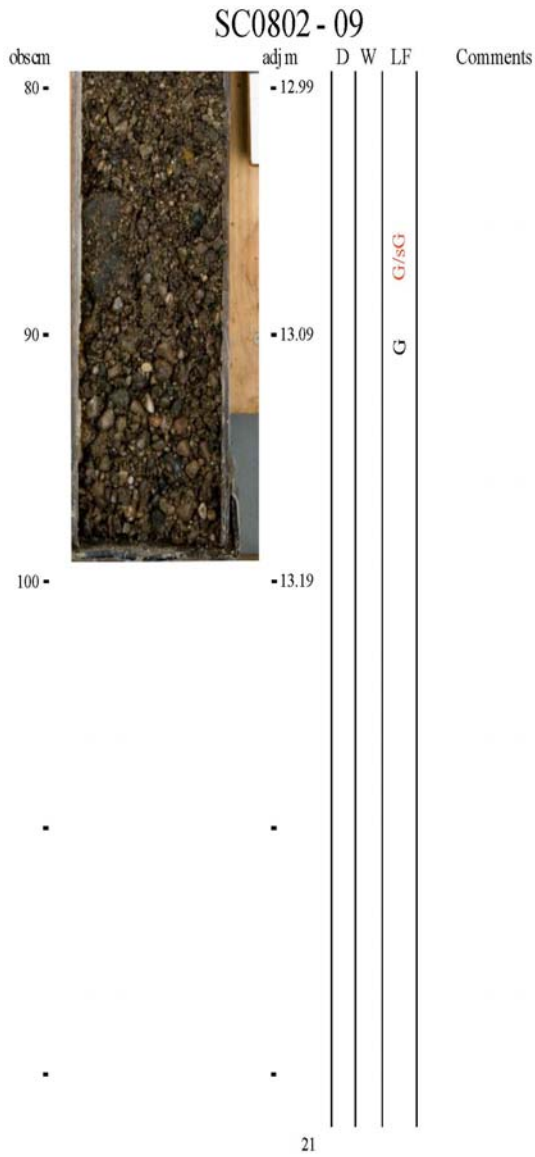 SC0802 - 09
obs cm adj m D W LF Comments
80 - - 12.99
G/sG
90 - - 13.09
G
100 - - 13.19
- -
- -
21